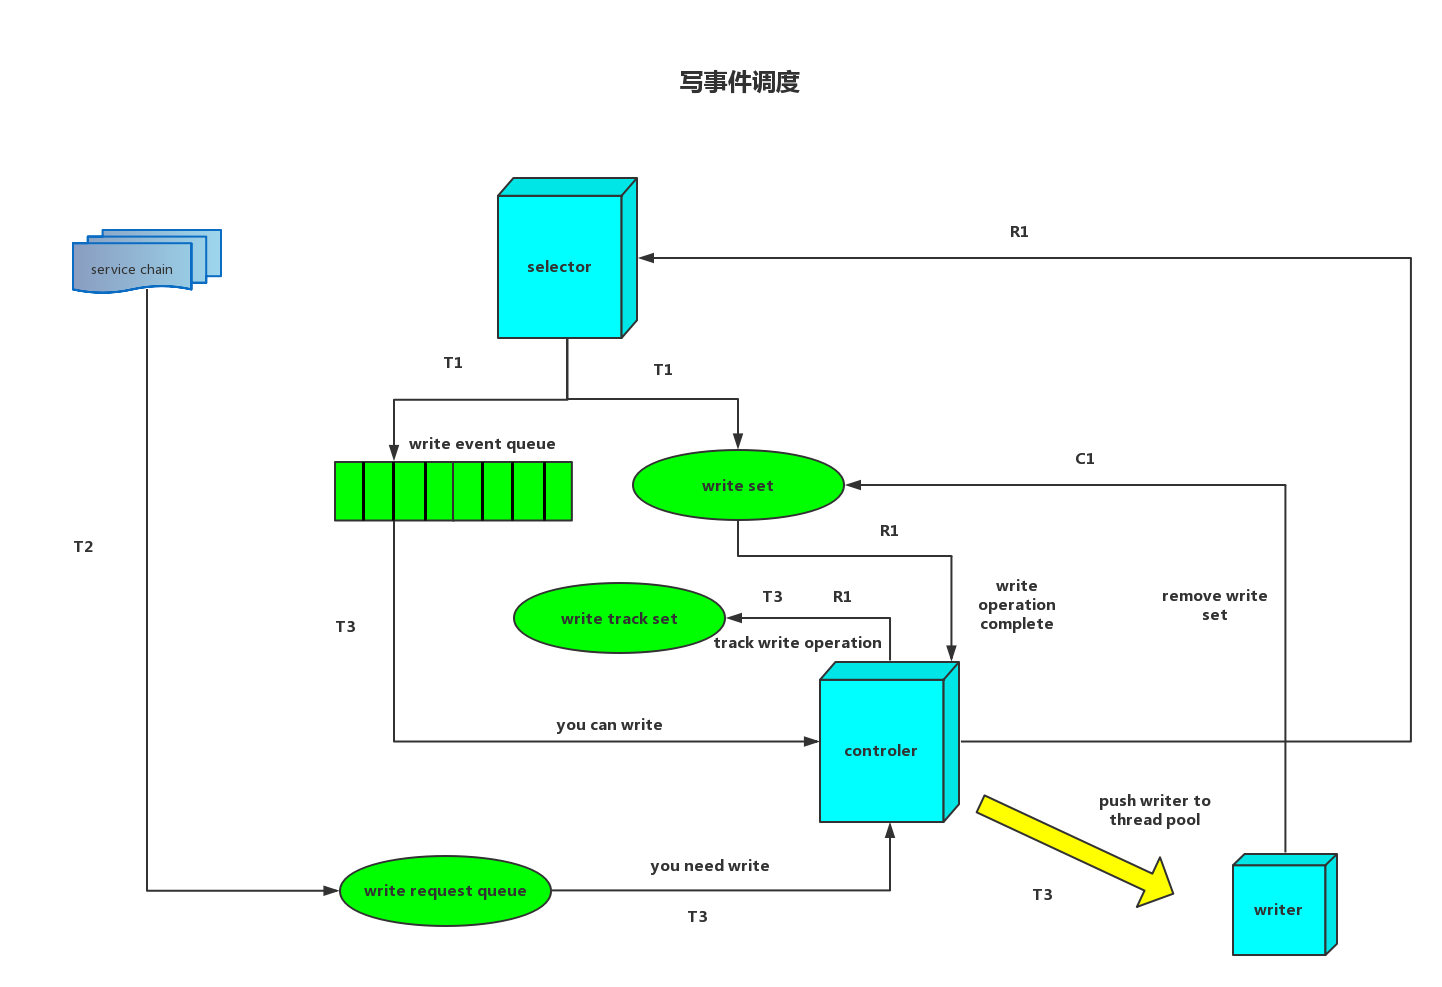 写事件调度
R1
selector
service chain
T1
T1
write event queue
C1
write set
R1
T2
write
operation
complete
remove write
set
T3
R1
write track set
T3
track write operation
you can write
controler
push writer to
thread pool
you need write
write request queue
T3
T3
writer